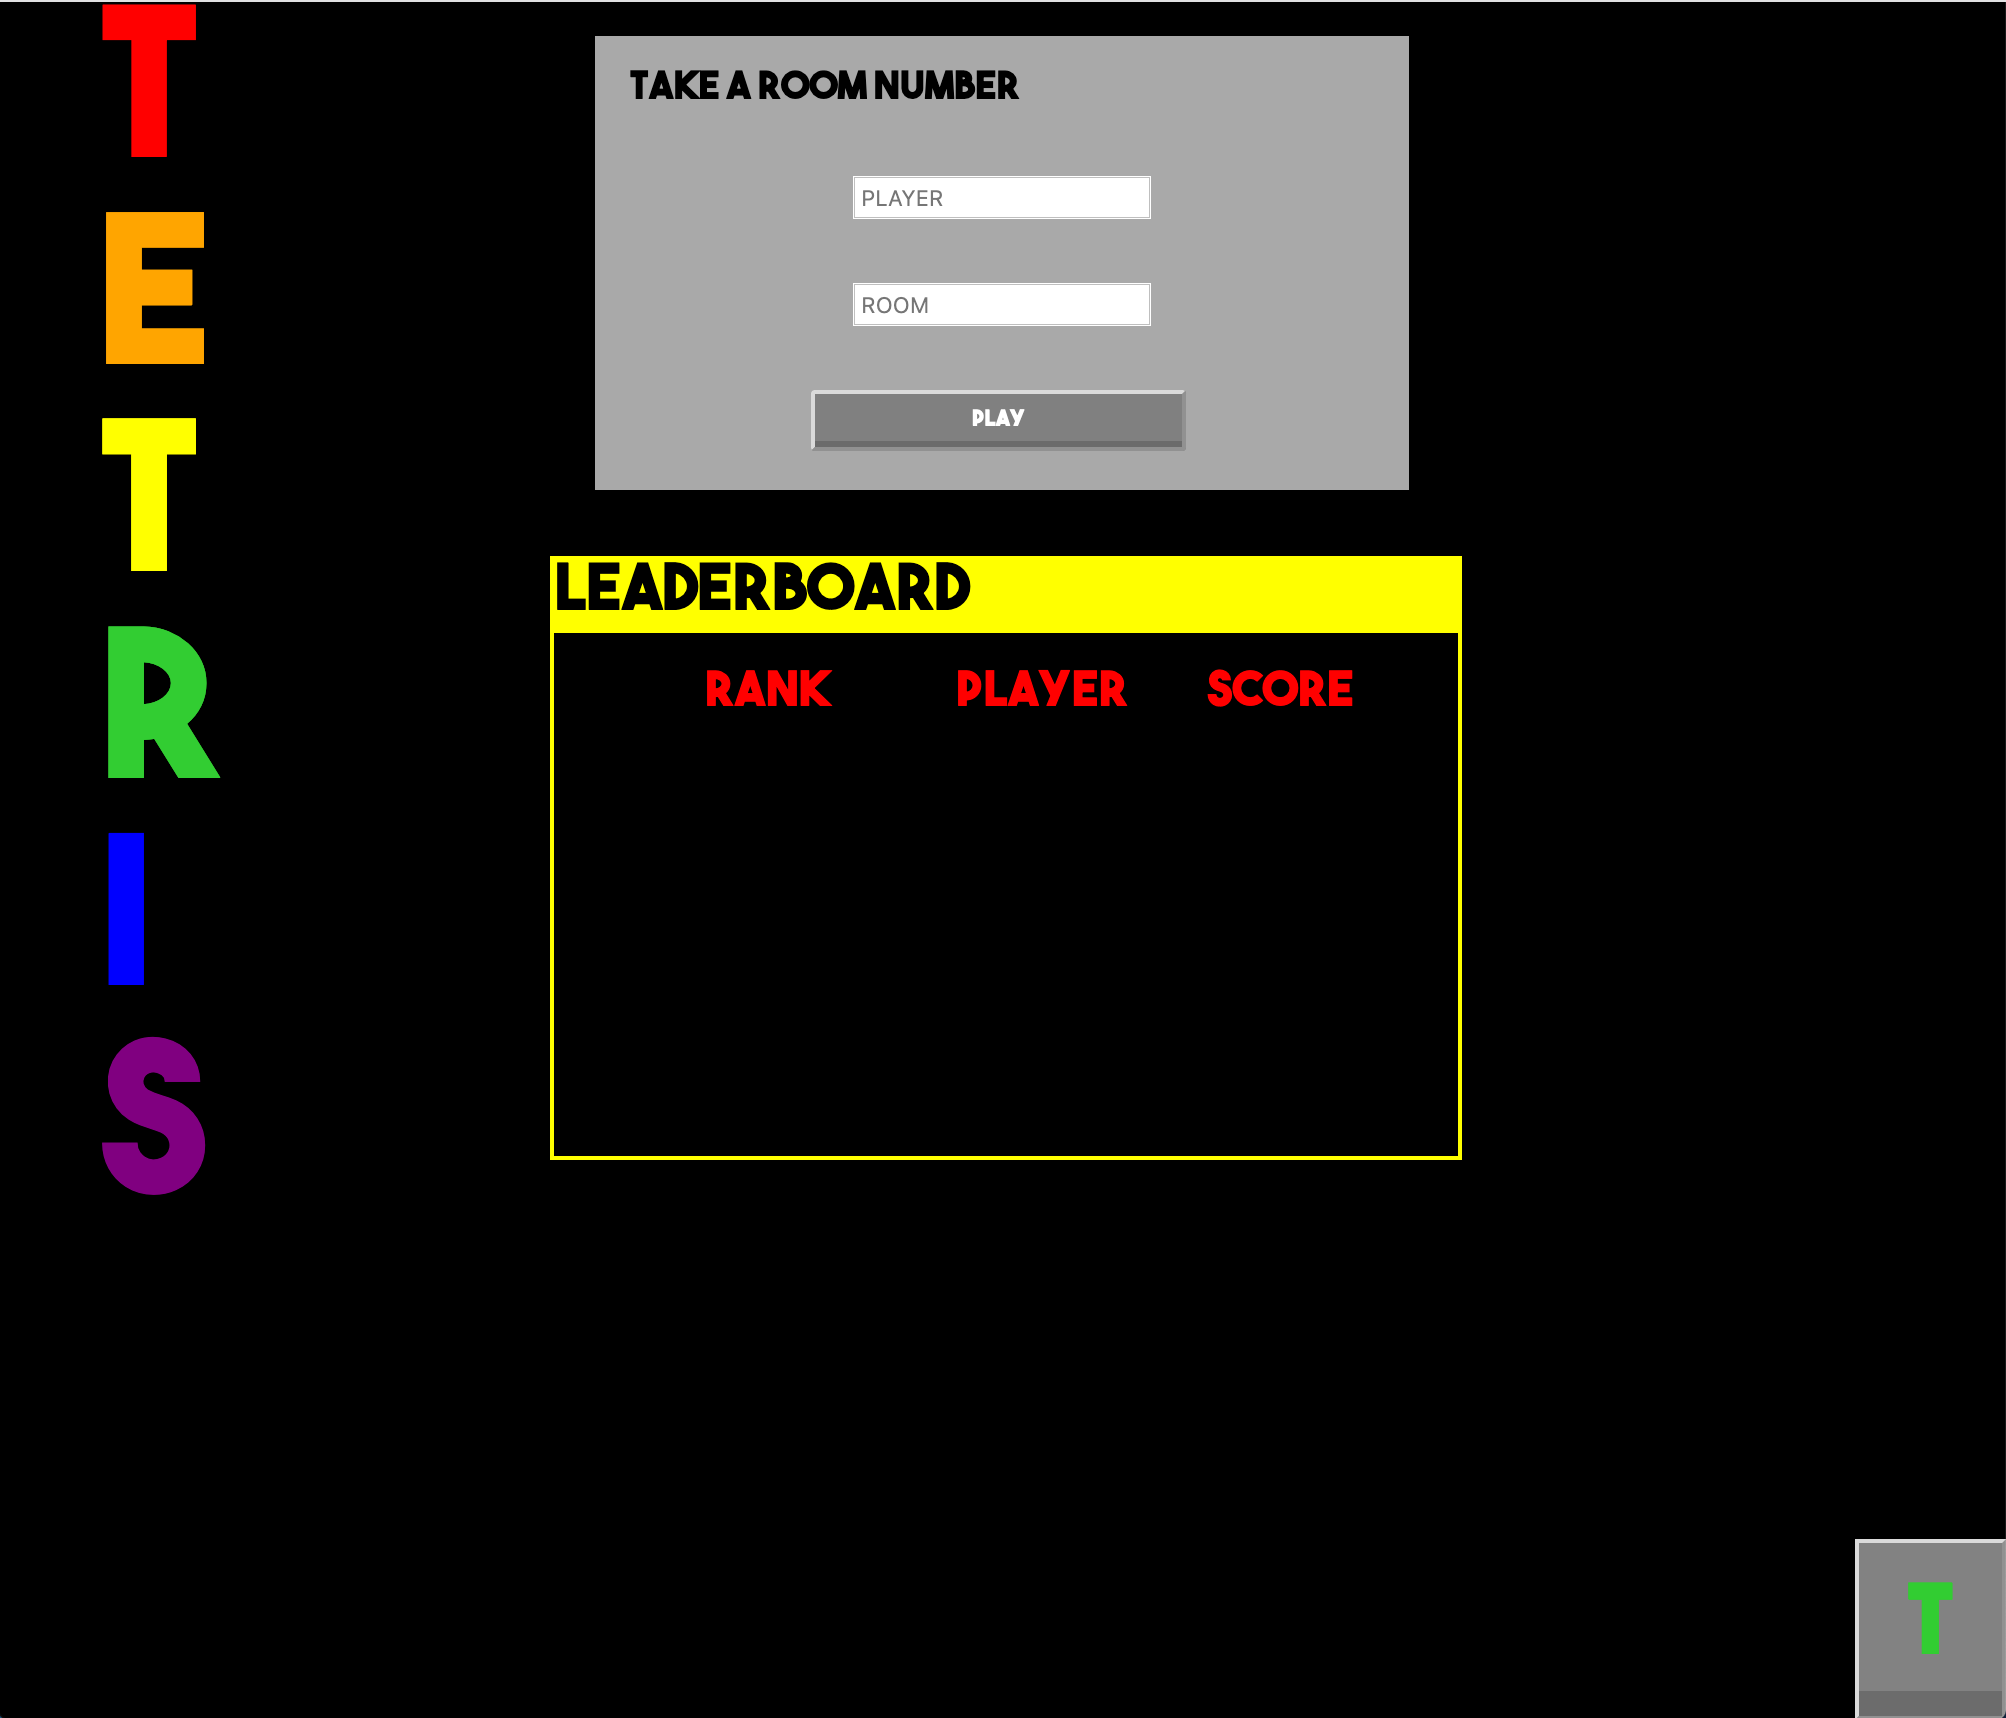 T
E
T
R
I
S
TAKE A ROOM NUMBER
PLAYER
ROOM
PLAY
LEADERBOARD
RANK PLAYER SCORE
T